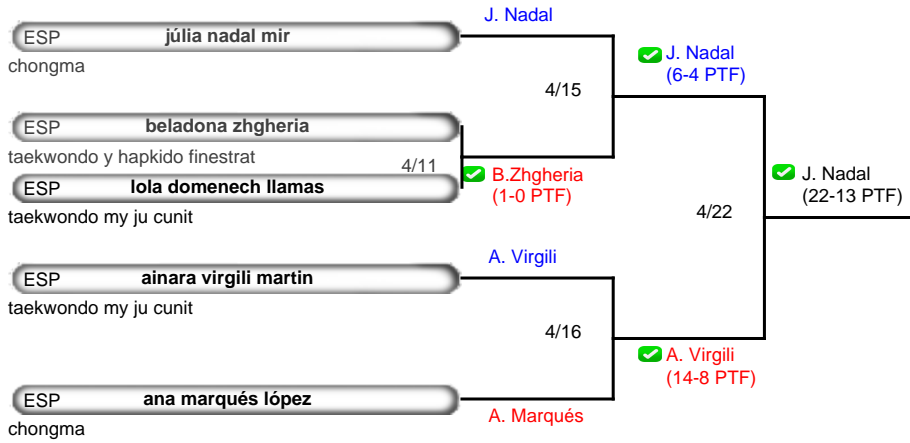 J. Nadal
ESP júlia nadal mir
chongma
J. Nadal
(6-4 PTF)
4/15
ESP beladona zhgheria
taekwondo y hapkido finestrat
4/11
B.Zhgheria
(1-0 PTF)
ESP lola domenech llamas
taekwondo my ju cunit
J. Nadal
(22-13 PTF)
4/22
A. Virgili
ESP ainara virgili martin
taekwondo my ju cunit
4/16
A. Virgili
(14-8 PTF)
ESP ana marqués lópez
chongma
A. Marqués